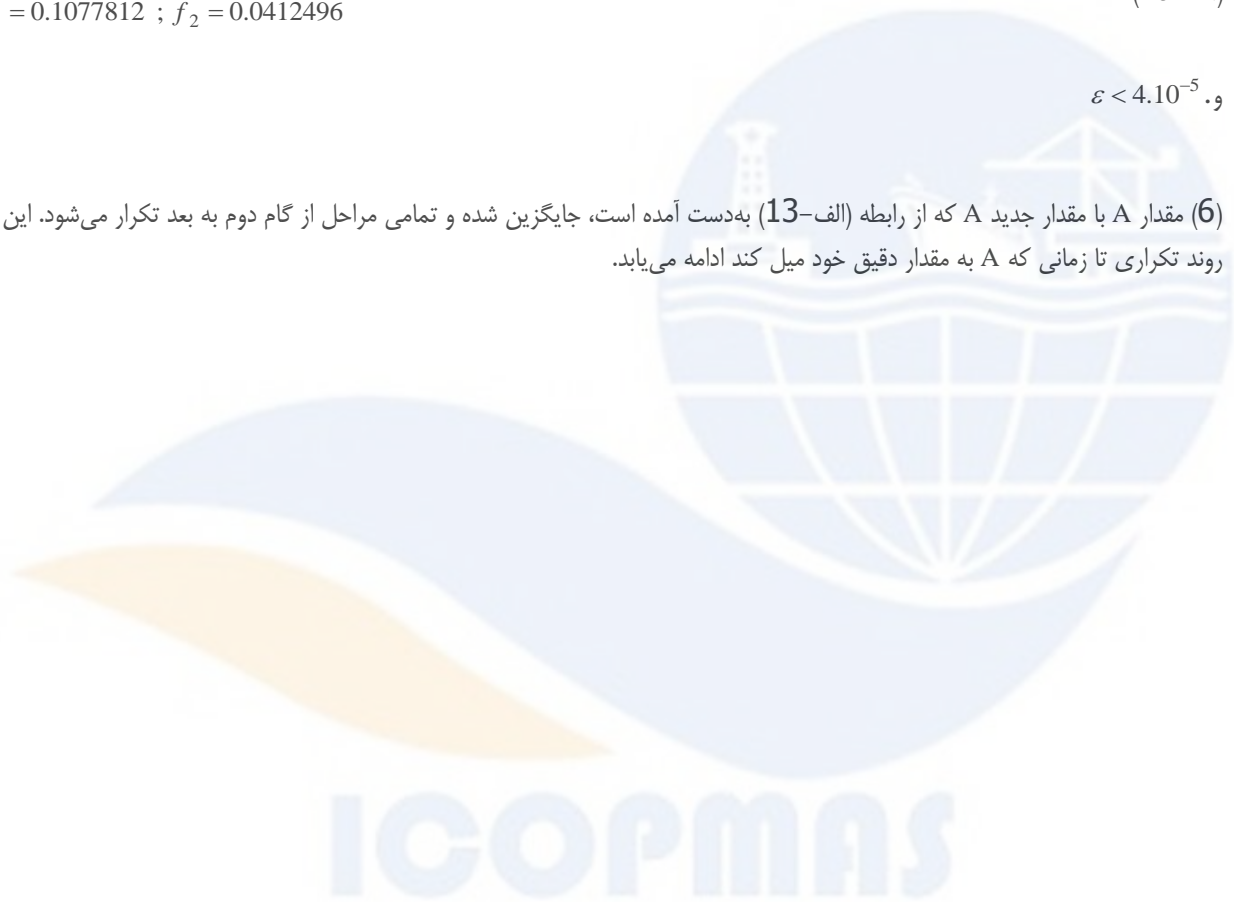 = 0.1077812 ; f₂ = 0.0412496
و. ε < 4.10⁻⁵
(6) مقدار A با مقدار جدید A که از رابطه (الف-13) به‌دست آمده است، جایگزین شده و تمامی مراحل از گام دوم به بعد تکرار می‌شود. این
روند تکراری تا زمانی که A به مقدار دقیق خود میل کند ادامه می‌یابد.
ICOPMAS